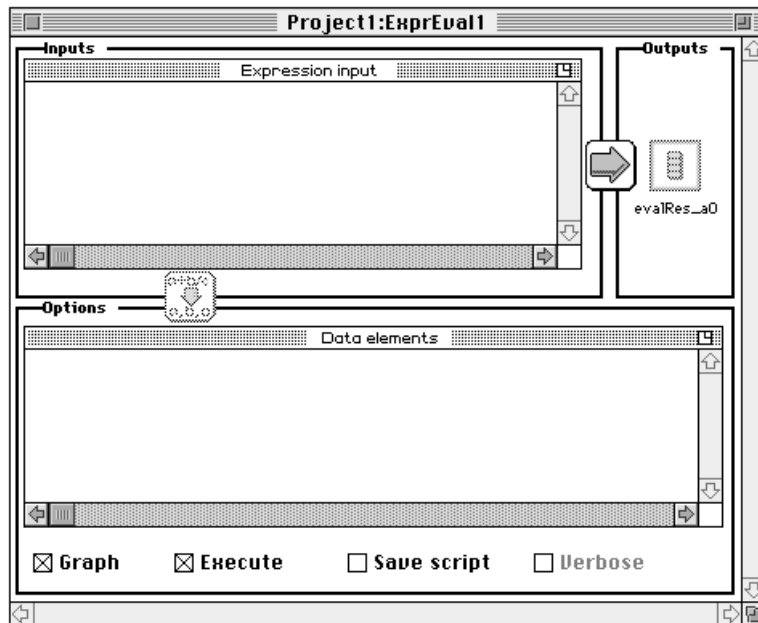 Project1:ExprEval1
Inputs
Outputs
Expression input
evalRes_a0
Options
Data elements
Graph
Execute
Save script
Verbose